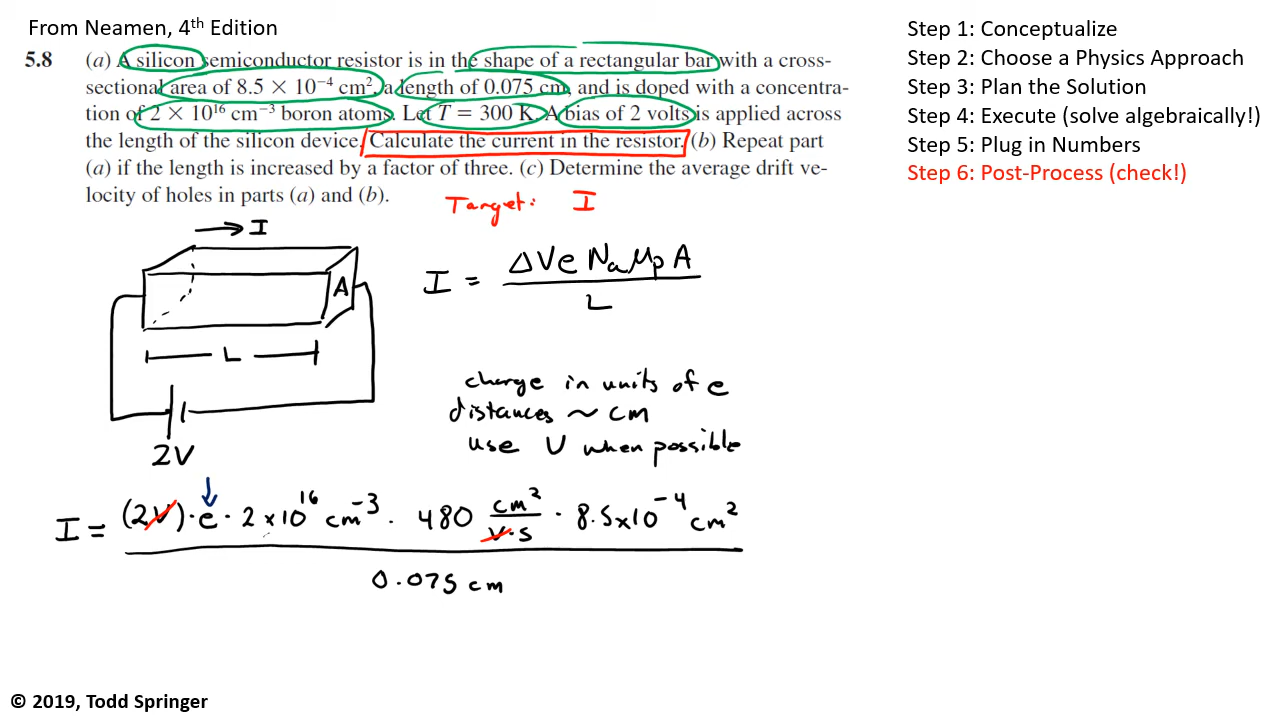 From Neamen, 4th Edition
5.8 (a) A silicon semiconductor resistor is in the shape of a rectangular bar with a cross-
sectional area of 8.5 × 10⁻⁴ cm², a length of 0.075 cm, and is doped with a concentra-
tion of 2 × 10¹⁶ cm⁻³ boron atoms. Let T = 300 K. A bias of 2 volts is applied across
the length of the silicon device. Calculate the current in the resistor. (b) Repeat part
(a) if the length is increased by a factor of three. (c) Determine the average drift ve-
locity of holes in parts (a) and (b).
Step 1: Conceptualize
Step 2: Choose a Physics Approach
Step 3: Plan the Solution
Step 4: Execute (solve algebraically!)
Step 5: Plug in Numbers
Step 6: Post-Process (check!)
Target: I
→ I
A
L
2V
I = ΔV e Na μp A
L
charge in units of e
distances ~ cm
use V when possible
I = (2V) · e · 2 x 10¹⁶ cm⁻³ · 480 cm²/V·s · 8.5x10⁻⁴ cm²
0.075 cm
© 2019, Todd Springer